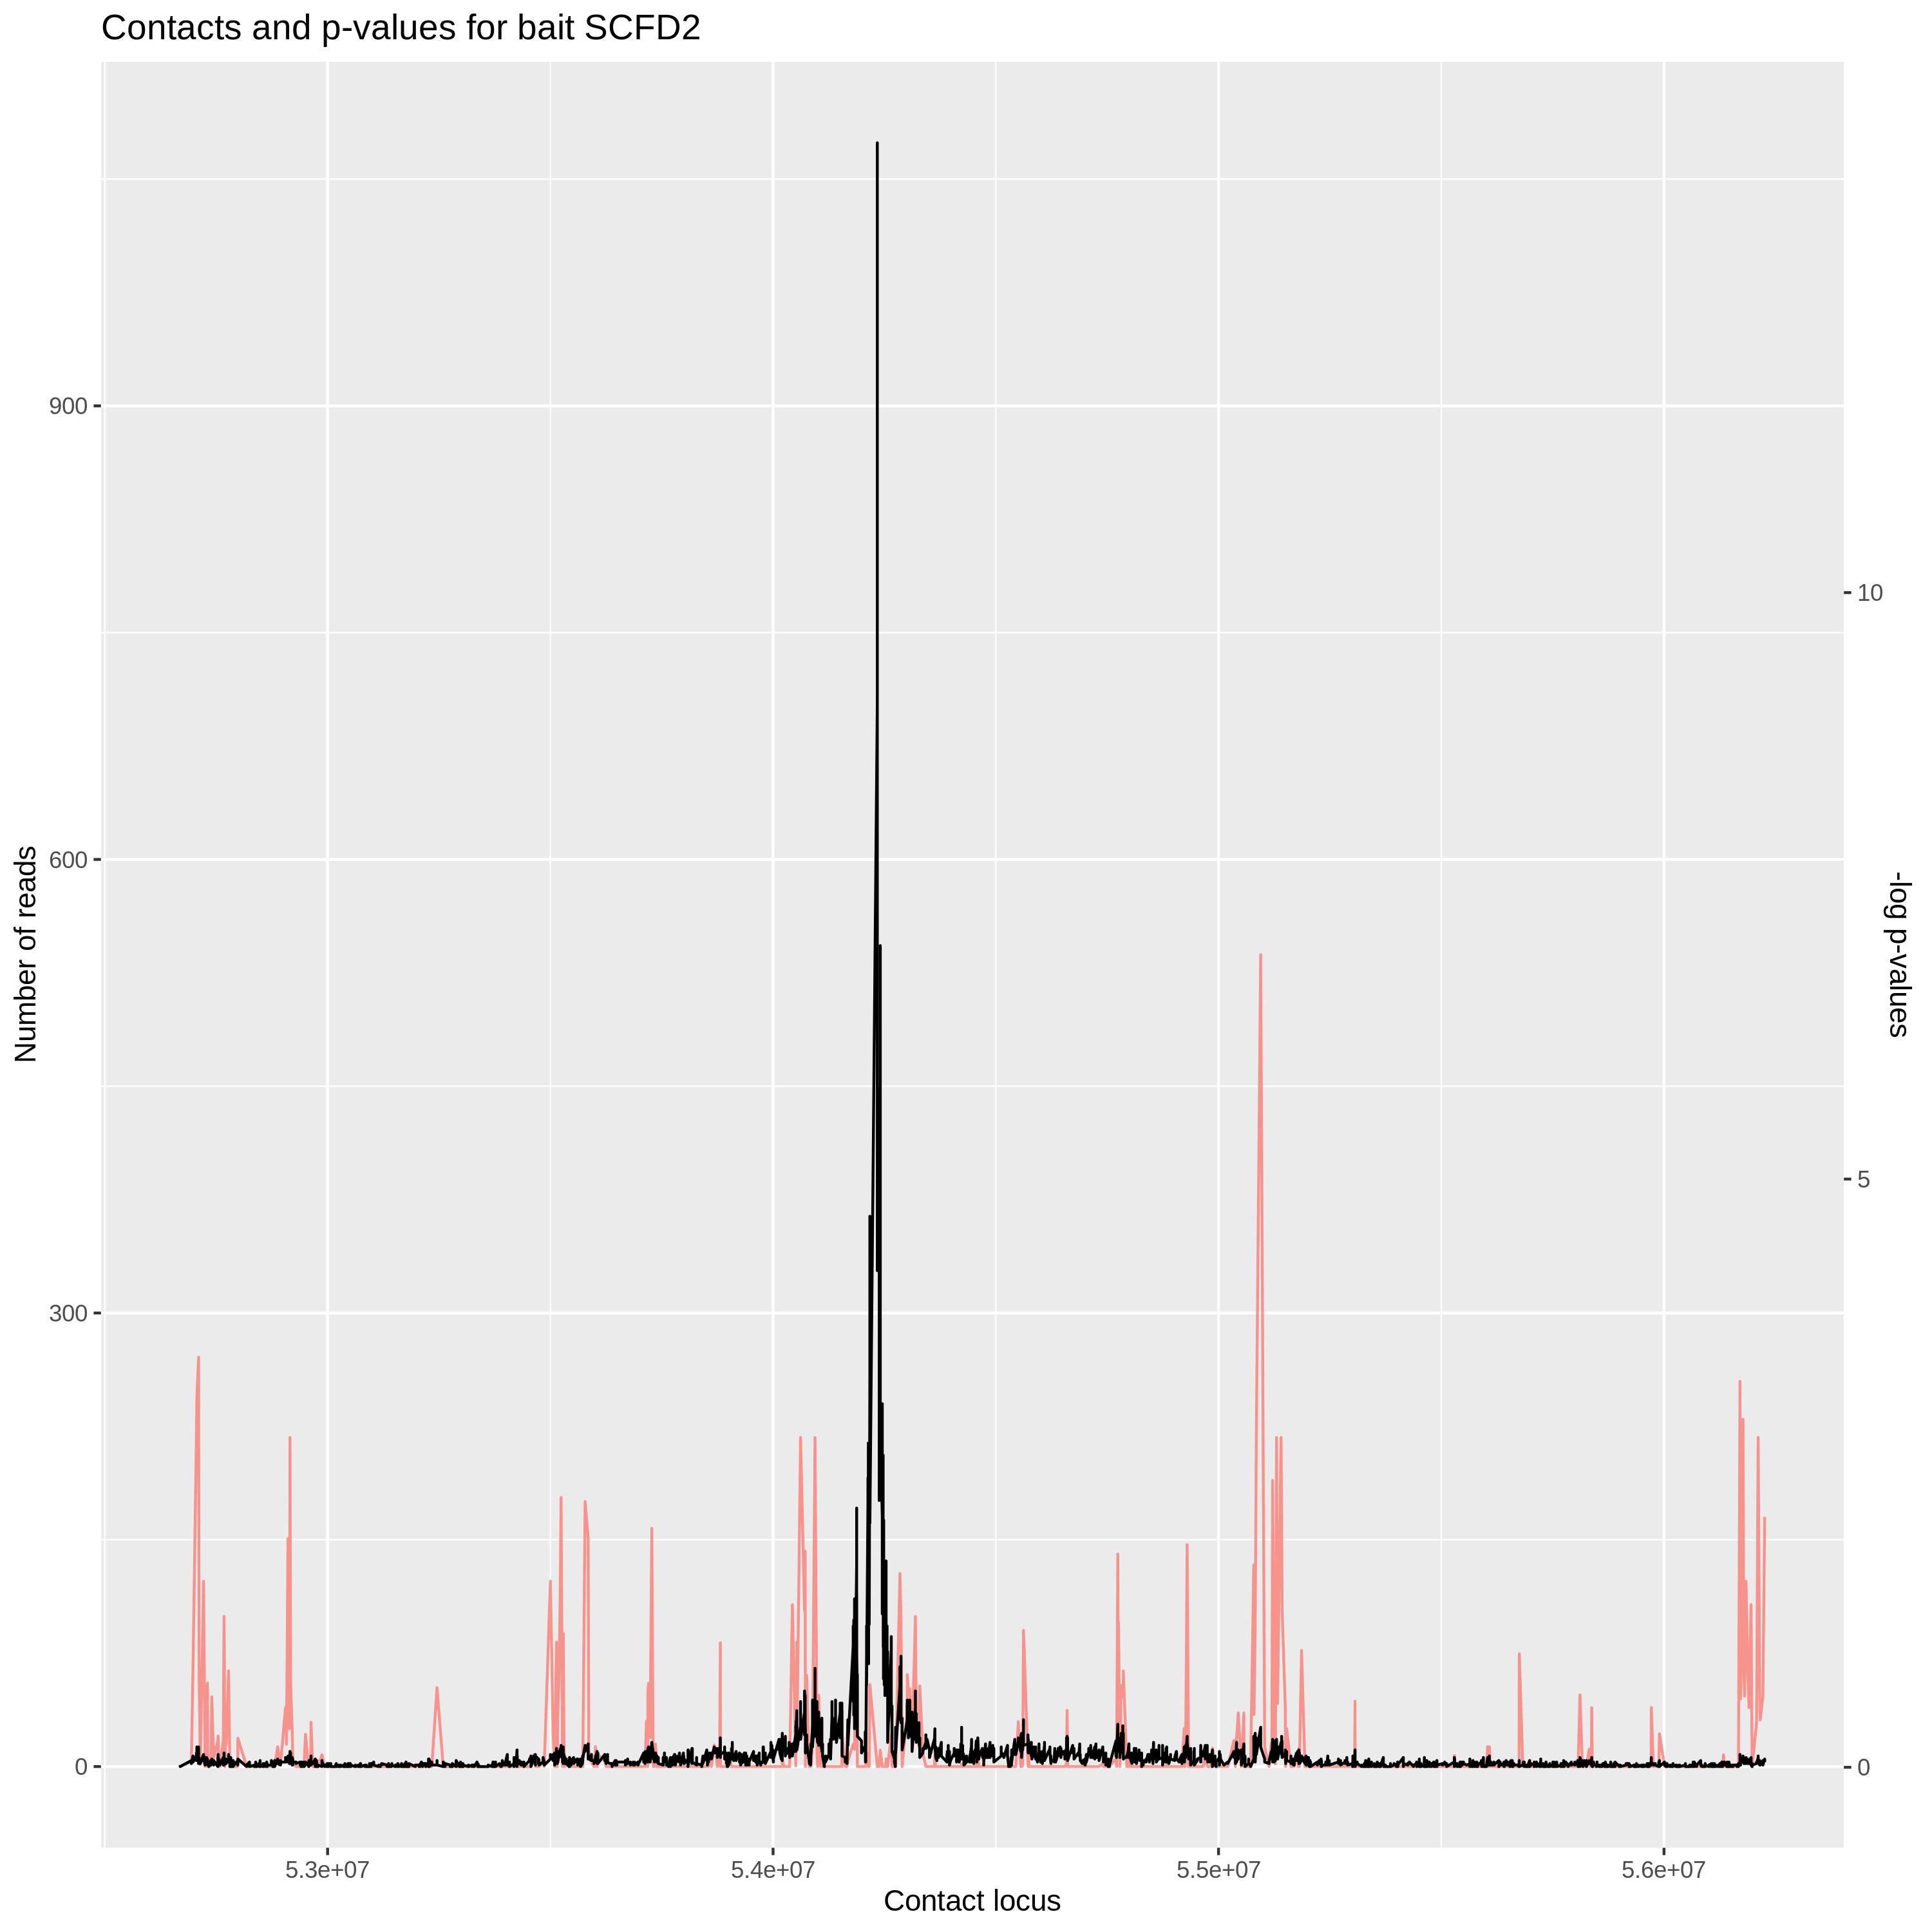 Contacts and p-values for bait SCFD2
Number of reads
900
600
300
0
10
5
0
-log p-values
5.3e+07
5.4e+07
5.5e+07
5.6e+07
Contact locus